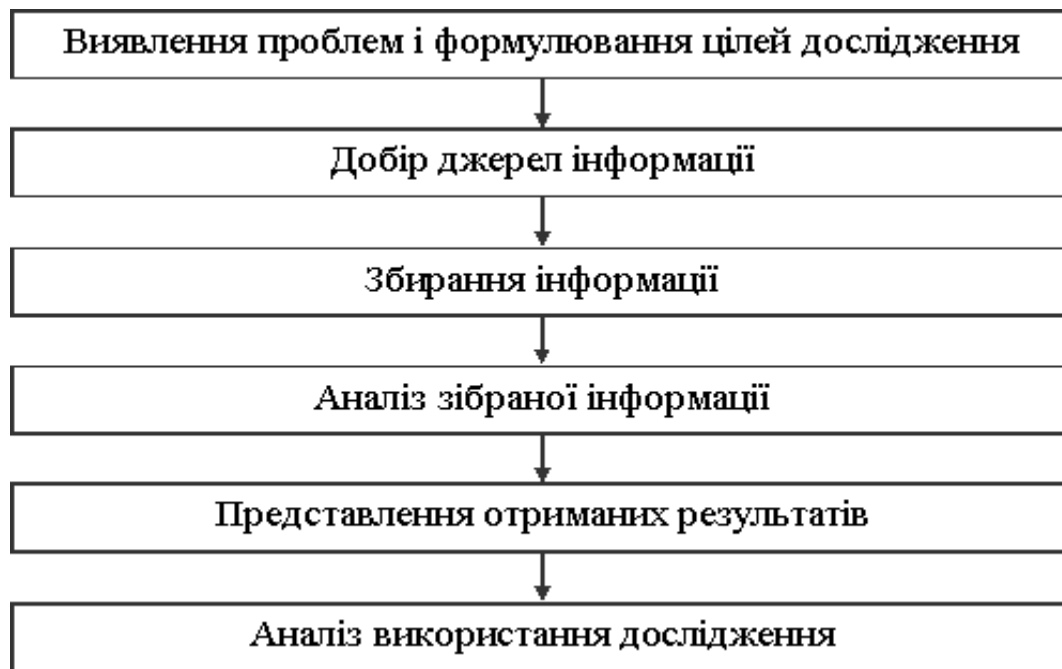 Виявлення проблем і формулювання цілей дослідження
Добір джерел інформації
Збирання інформації
Аналіз зібраної інформації
Представлення отриманих результатів
Аналіз використання дослідження